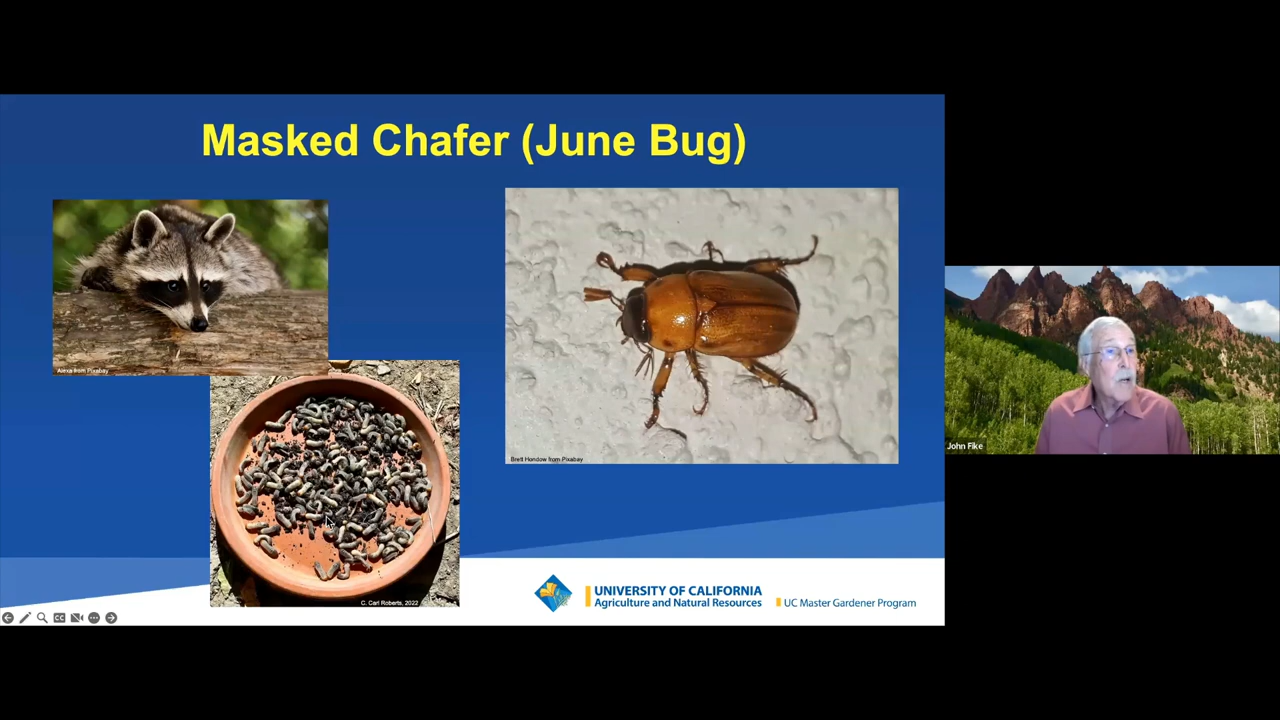 Masked Chafer (June Bug)
Alexa from Pixabay
Brett Hondow from Pixabay
C. Carl Roberts, 2022
UNIVERSITY OF CALIFORNIA
Agriculture and Natural Resources
UC Master Gardener Program
John Fike
CC